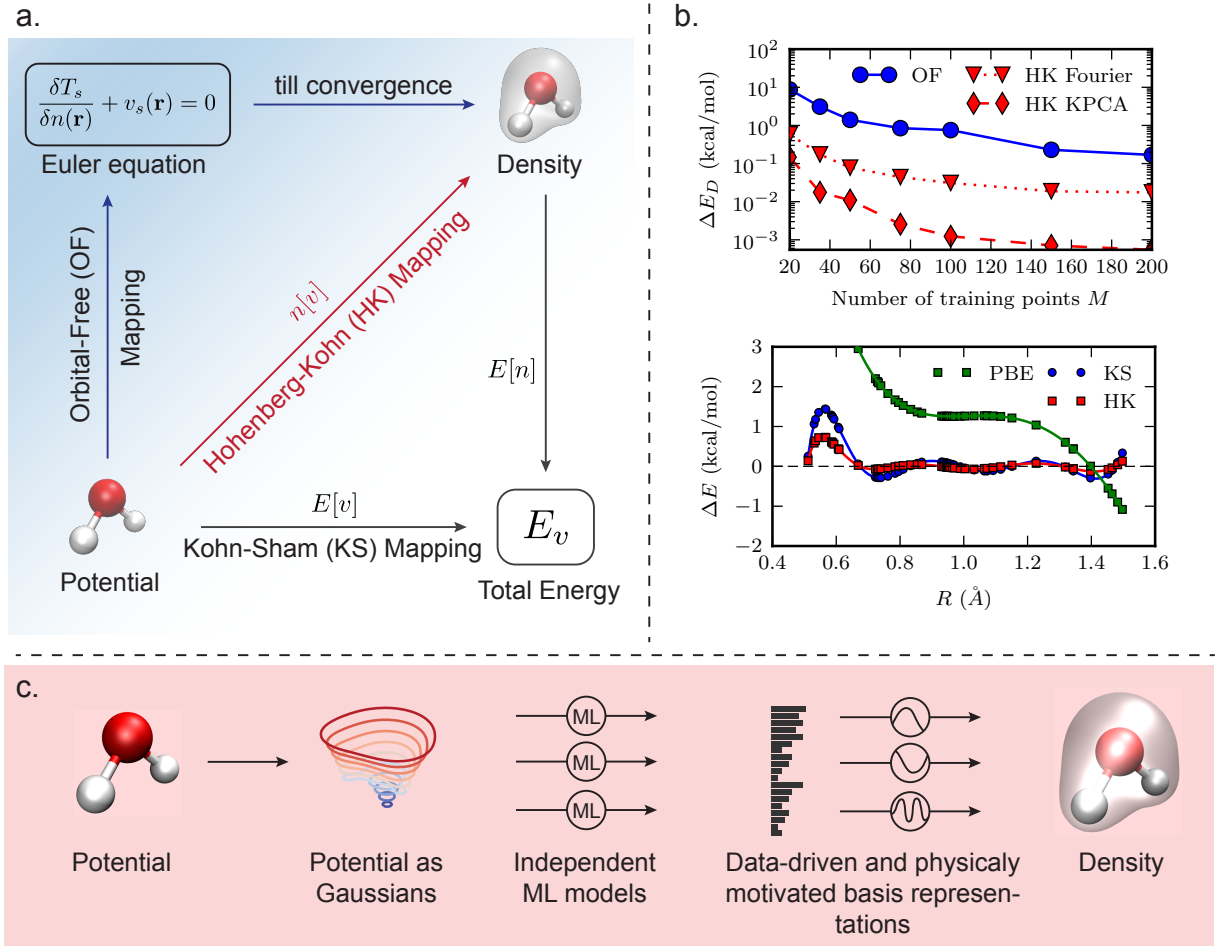 a.
δT_s / δn(r) + v_s(r) = 0
Euler equation
till convergence
Density
Orbital-Free (OF)
Mapping
n[v]
Hohenberg-Kohn (HK) Mapping
E[n]
Potential
E[v]
Kohn-Sham (KS) Mapping
E_v
Total Energy
b.
ΔE_D (kcal/mol)
10^2
10^1
10^0
10^-1
10^-2
10^-3
OF
HK Fourier
HK KPCA
20 40 60 80 100 120 140 160 180 200
Number of training points M
ΔE (kcal/mol)
3
2
1
0
−1
−2
PBE
KS
HK
0.4 0.6 0.8 1.0 1.2 1.4 1.6
R (Å)
c.
ML
ML
ML
Potential
Potential as
Gaussians
Independent
ML models
Data-driven and physicaly
motivated basis represen-
tations
Density